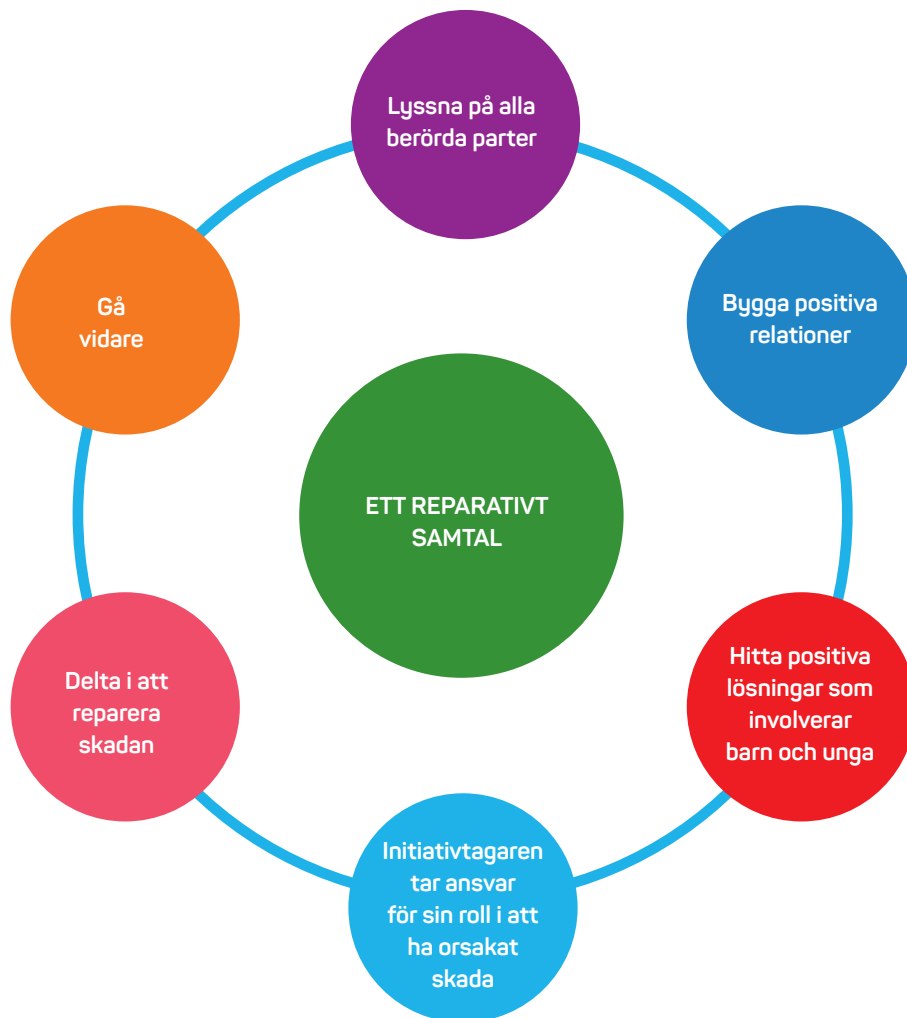 Lyssna på alla
berörda parter
Bygga positiva
relationer
Hitta positiva
lösningar som
involverar
barn och unga
Initiativtagaren
tar ansvar
för sin roll i att
ha orsakat
skada
Delta i att
reparera
skadan
Gå
vidare
ETT REPARATIVT
SAMTAL